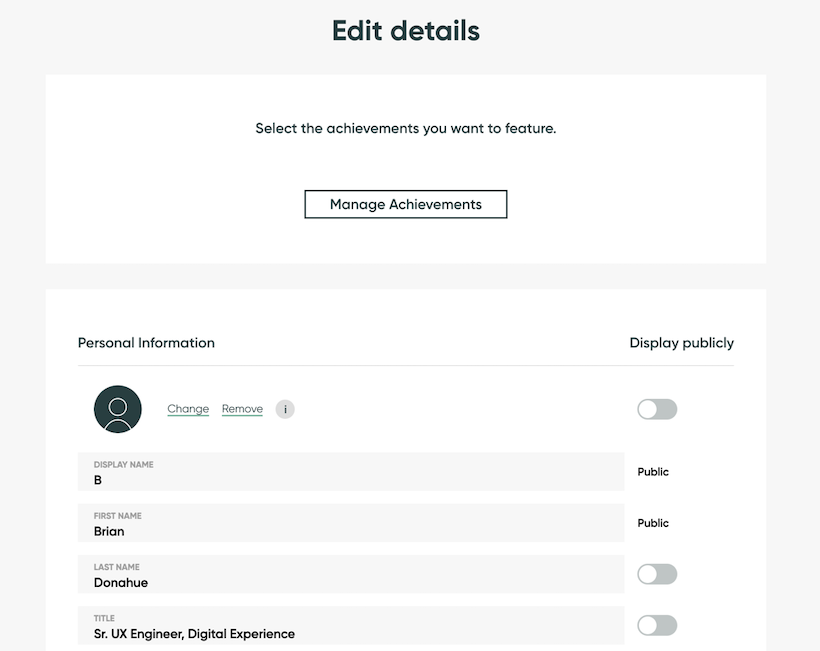 Edit details
Select the achievements you want to feature.
Manage Achievements
Personal Information
Display publicly
Change
Remove
i
DISPLAY NAME
B
Public
FIRST NAME
Brian
Public
LAST NAME
Donahue
TITLE
Sr. UX Engineer, Digital Experience